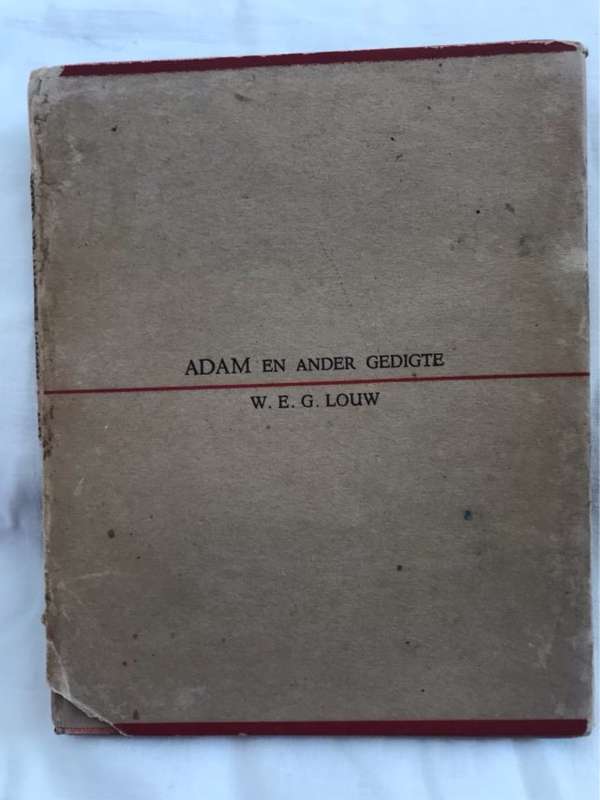 ADAM EN ANDER GEDIGTE
W. E. G. LOUW